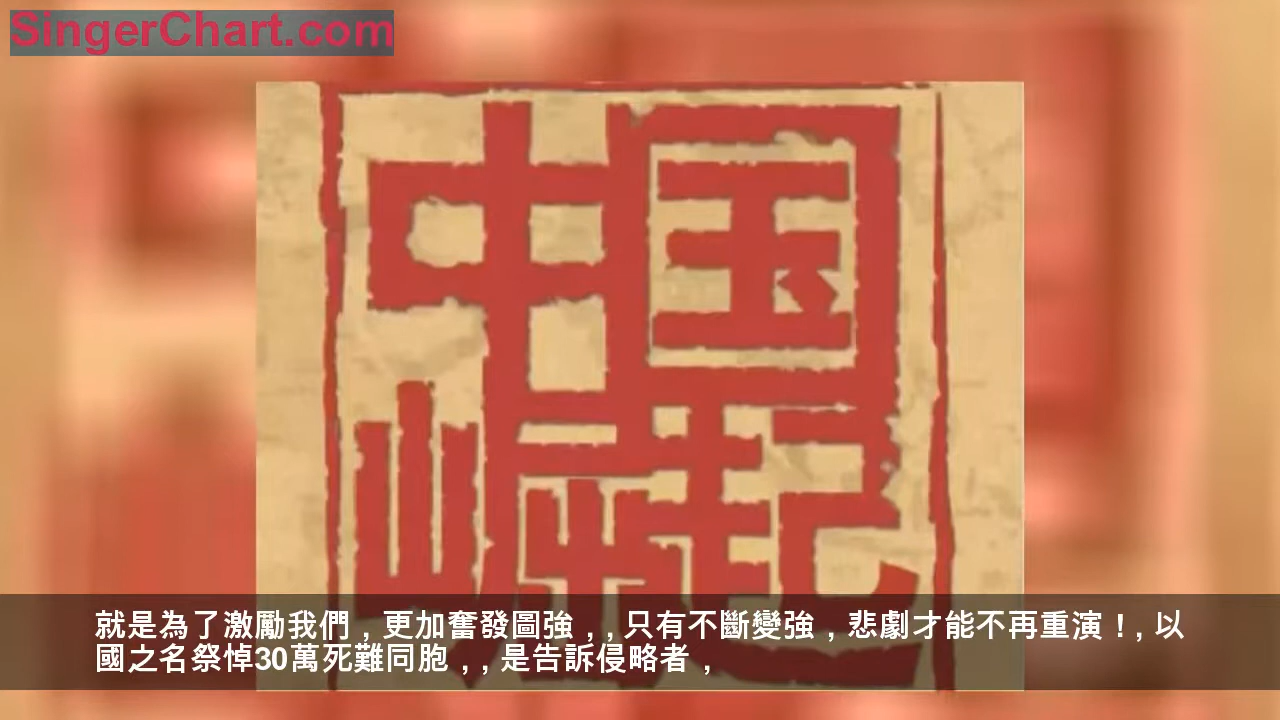 SingerChart.com
中国
崛起
就是為了激勵我們，更加奮發圖強，, 只有不斷變強，悲劇才能不再重演！, 以
國之名祭悼30萬死難同胞，, 是告訴侵略者，